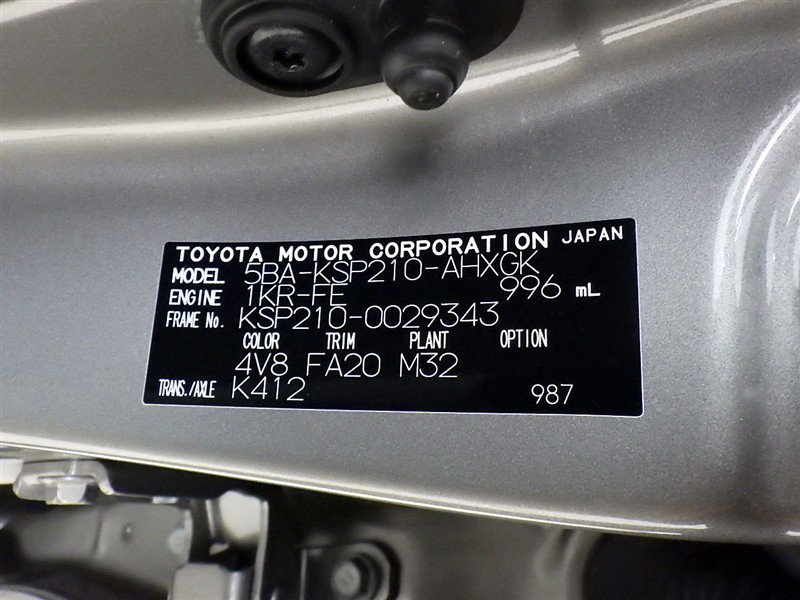 TOYOTA MOTOR CORPORATION JAPAN
MODEL 5BA-KSP210-AHXGK
ENGINE 1KR-FE 996 mL
FRAME No. KSP210-0029343
COLOR TRIM PLANT OPTION
4V8 FA20 M32
TRANS./AXLE K412 987